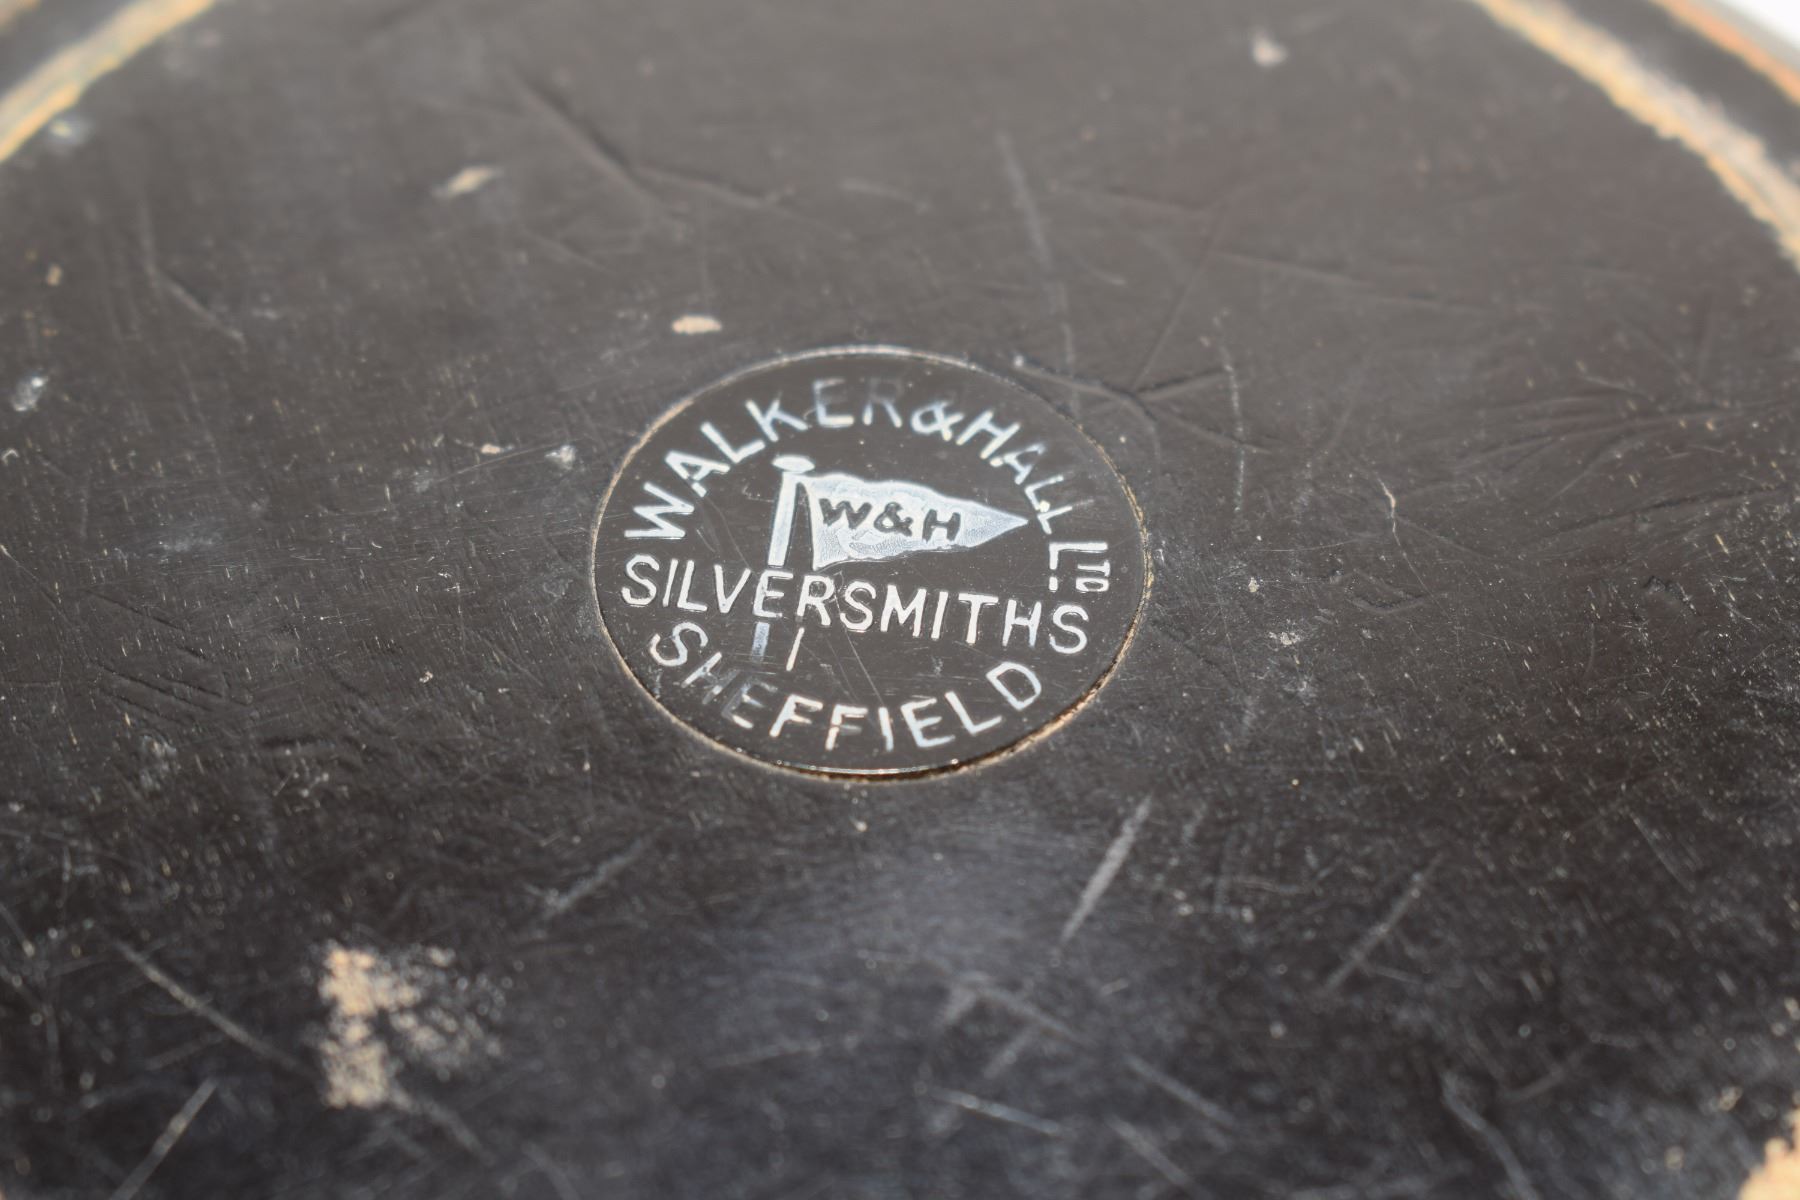 WALKER & HALL LTD.
W&H
SILVERSMITHS
SHEFFIELD